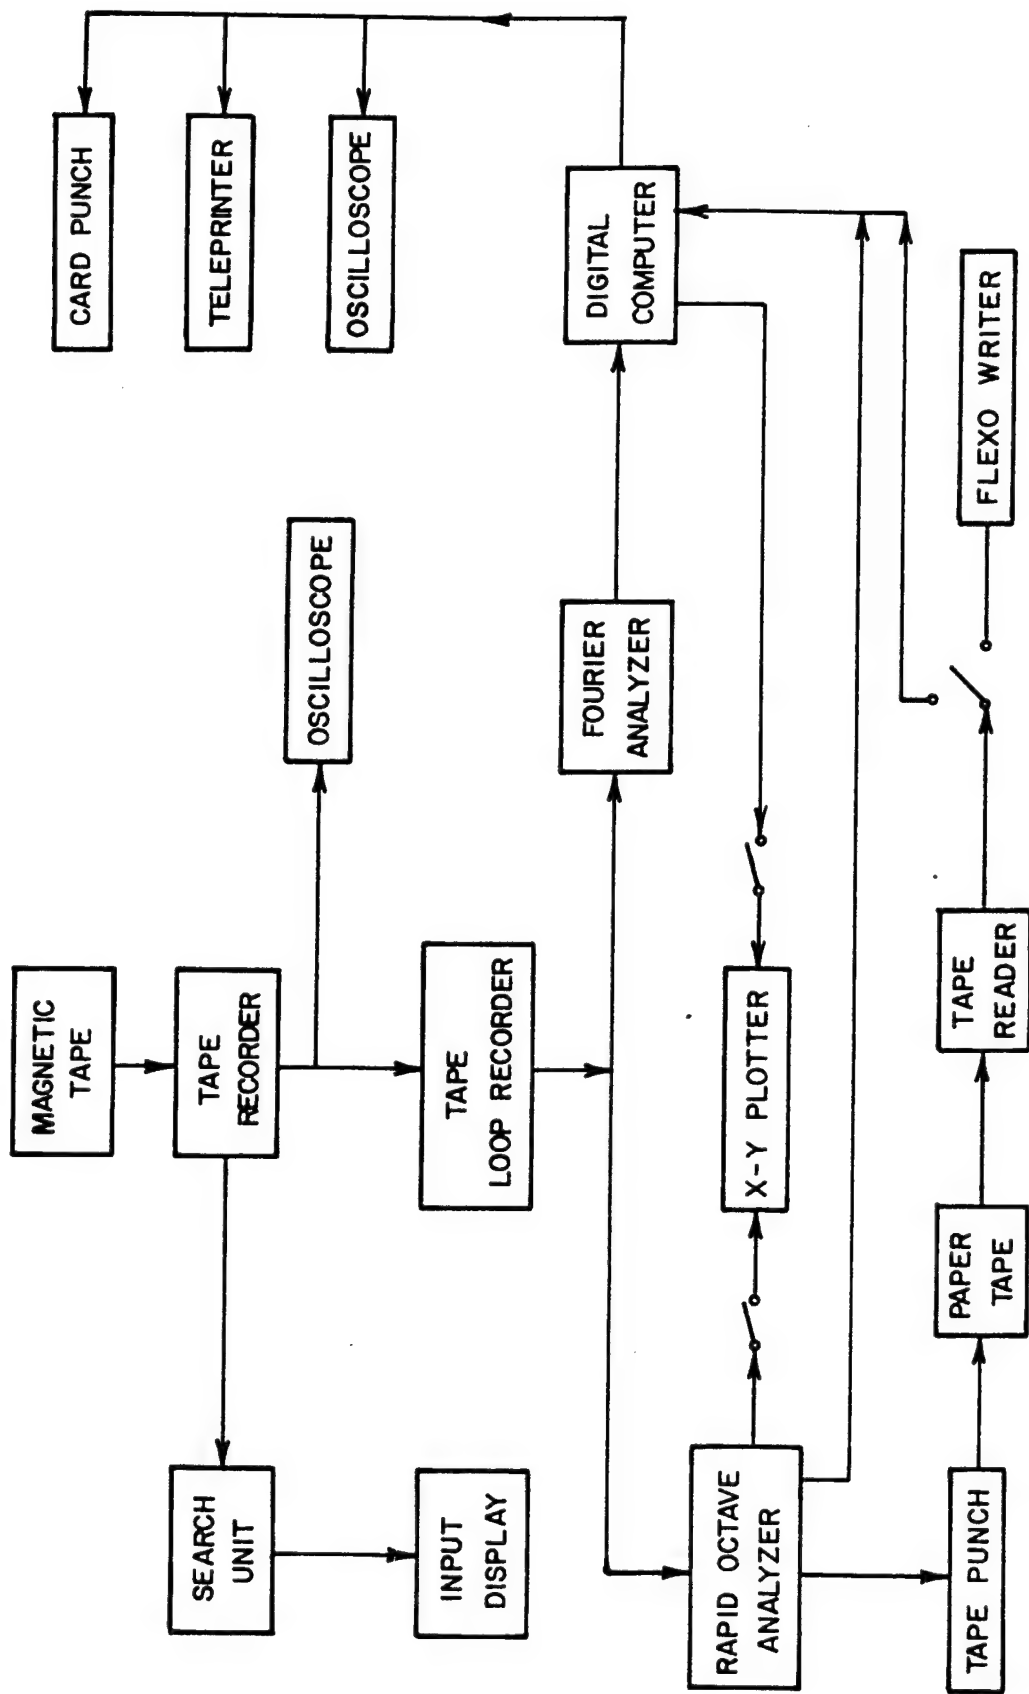 MAGNETIC
TAPE
TAPE
RECORDER
SEARCH
UNIT
INPUT
DISPLAY
OSCILLOSCOPE
TAPE
LOOP RECORDER
CARD PUNCH
TELEPRINTER
OSCILLOSCOPE
FOURIER
ANALYZER
DIGITAL
COMPUTER
RAPID OCTAVE
ANALYZER
X-Y PLOTTER
TAPE PUNCH
PAPER
TAPE
TAPE
READER
FLEXO WRITER